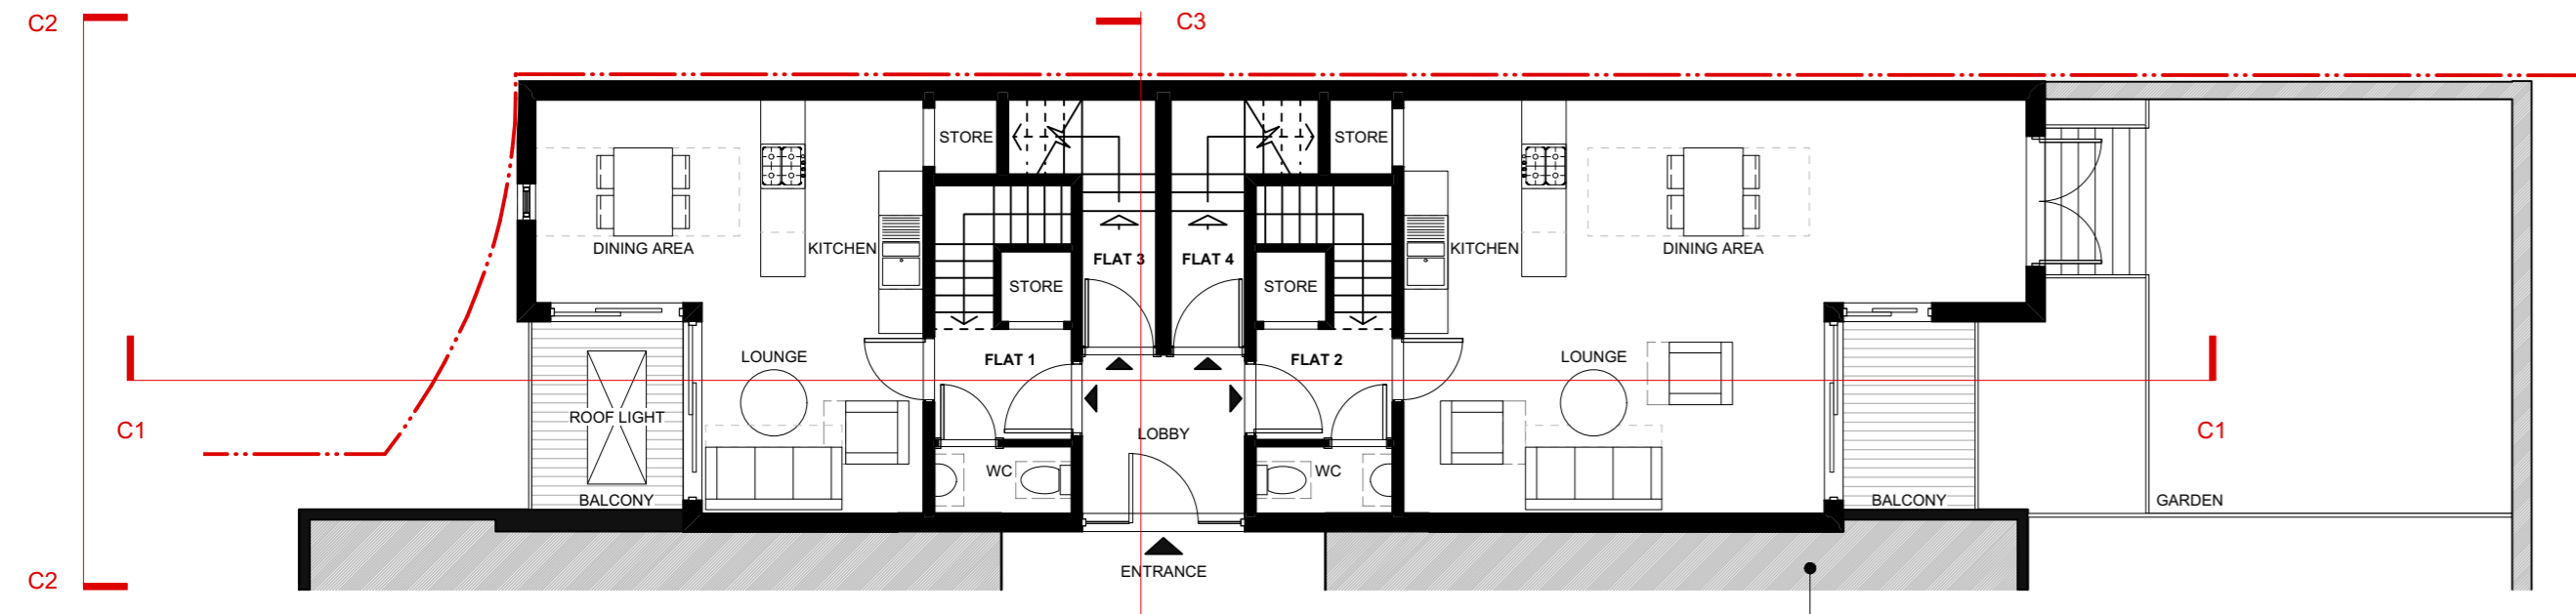 C2
C3
STORE
STORE
DINING AREA
KITCHEN
FLAT 3
FLAT 4
KITCHEN
DINING AREA
STORE
STORE
LOUNGE
FLAT 1
FLAT 2
LOUNGE
C1
ROOF LIGHT
LOBBY
C1
WC
WC
BALCONY
BALCONY
GARDEN
ENTRANCE
C2